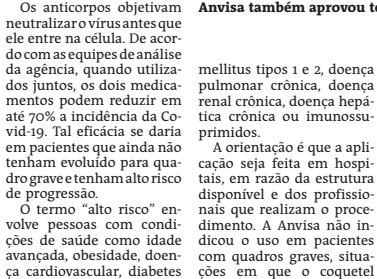 Os anticorpos objetivam
neutralizar o vírus antes que
ele entre na célula. De acor-
do com as equipes de análise
da agência, quando utiliza-
dos juntos, os dois medica-
mentos podem reduzir em
até 70% a incidência da Co-
vid-19. Tal eficácia se daria
em pacientes que ainda não
tenham evoluído para qua-
dro grave e tenham alto risco
de progressão.
O termo “alto risco” en-
volve pessoas com condi-
ções de saúde como idade
avançada, obesidade, doen-
ça cardiovascular, diabetes
Anvisa também aprovou te
mellitus tipos 1 e 2, doença
pulmonar crônica, doença
renal crônica, doença hepá-
tica crônica ou imunossu-
primidos.
A orientação é que a apli-
cação seja feita em hospi-
tais, em razão da estrutura
disponível e dos profissio-
nais que realizam o proce-
dimento. A Anvisa não in-
dicou o uso em pacientes
com quadros graves, situa-
ções em que o coquetel